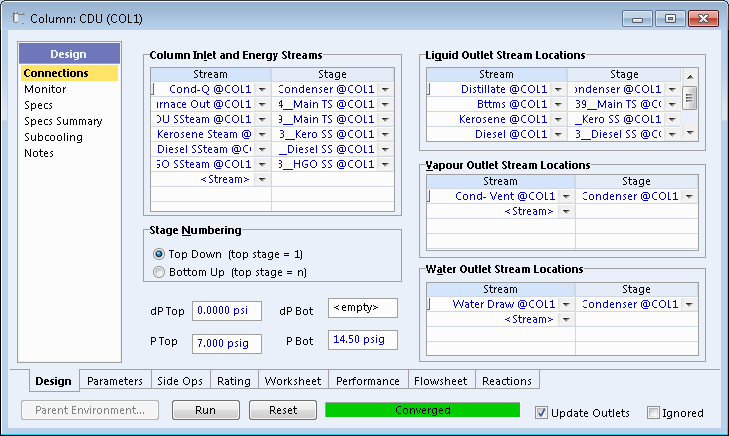 Column: CDU (COL1)
Design
Connections
Monitor
Specs
Specs Summary
Subcooling
Notes
Column Inlet and Energy Streams
Stream Stage
Cond-Q @COL1 Condenser @COL1
urnace Out @COL1 4__Main TS @COL1
DU SSteam @COL1 39__Main TS @COL1
Kerosene Steam @ 3__Kero SS @COL1
Diesel SSteam @C __Diesel SS @COL1
GO SSteam @COL1 3__HGO SS @COL1
<Stream>
Stage Numbering
Top Down (top stage = 1)
Bottom Up (top stage = n)
dP Top 0.0000 psi dP Bot <empty>
P Top 7.000 psig P Bot 14.50 psig
Liquid Outlet Stream Locations
Stream Stage
Distillate @COL1 ondenser @COL1
Bttms @COL1 39__Main TS @COL1
Kerosene @COL1 __Kero SS @COL1
Diesel @COL1 3__Diesel SS @COL1
Vapour Outlet Stream Locations
Stream Stage
Cond- Vent @COL1 Condenser @COL1
<Stream>
Water Outlet Stream Locations
Stream Stage
Water Draw @COL1 Condenser @COL1
<Stream>
Design Parameters Side Ops Rating Worksheet Performance Flowsheet Reactions
Parent Environment... Run Reset Converged Update Outlets Ignored